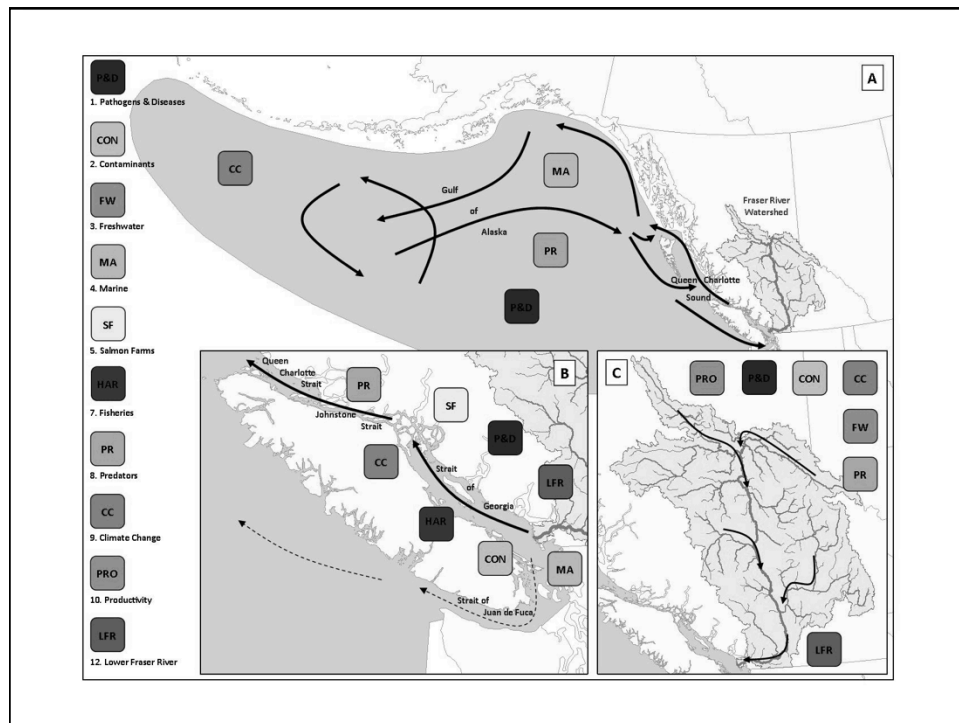 P&D
1. Pathogens & Diseases
CON
2. Contaminants
FW
3. Freshwater
MA
4. Marine
SF
5. Salmon Farms
HAR
7. Fisheries
PR
8. Predators
CC
9. Climate Change
PRO
10. Productivity
LFR
12. Lower Fraser River
A
CC
MA
Gulf
of
Alaska
PR
P&D
Fraser River
Watershed
Queen Charlotte
Sound
B
Queen
Charlotte
Strait
PR
Johnstone
Strait
SF
P&D
CC
Strait
of
Georgia
LFR
HAR
CON
MA
Strait of
Juan de Fuca
C
PRO
P&D
CON
CC
FW
PR
LFR